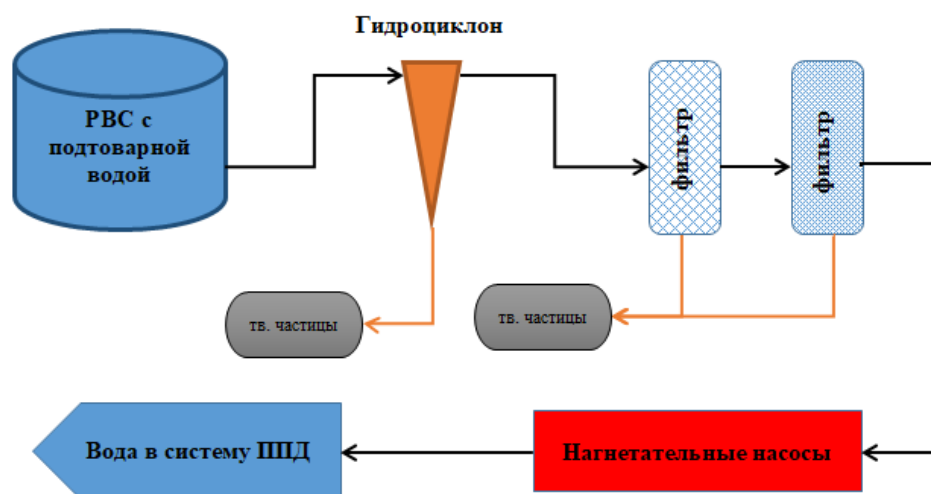 Гидроциклон
РВС с
подтоварной
водой
фильтр
фильтр
тв. частицы
тв. частицы
Вода в систему ППД
Нагнетательные насосы